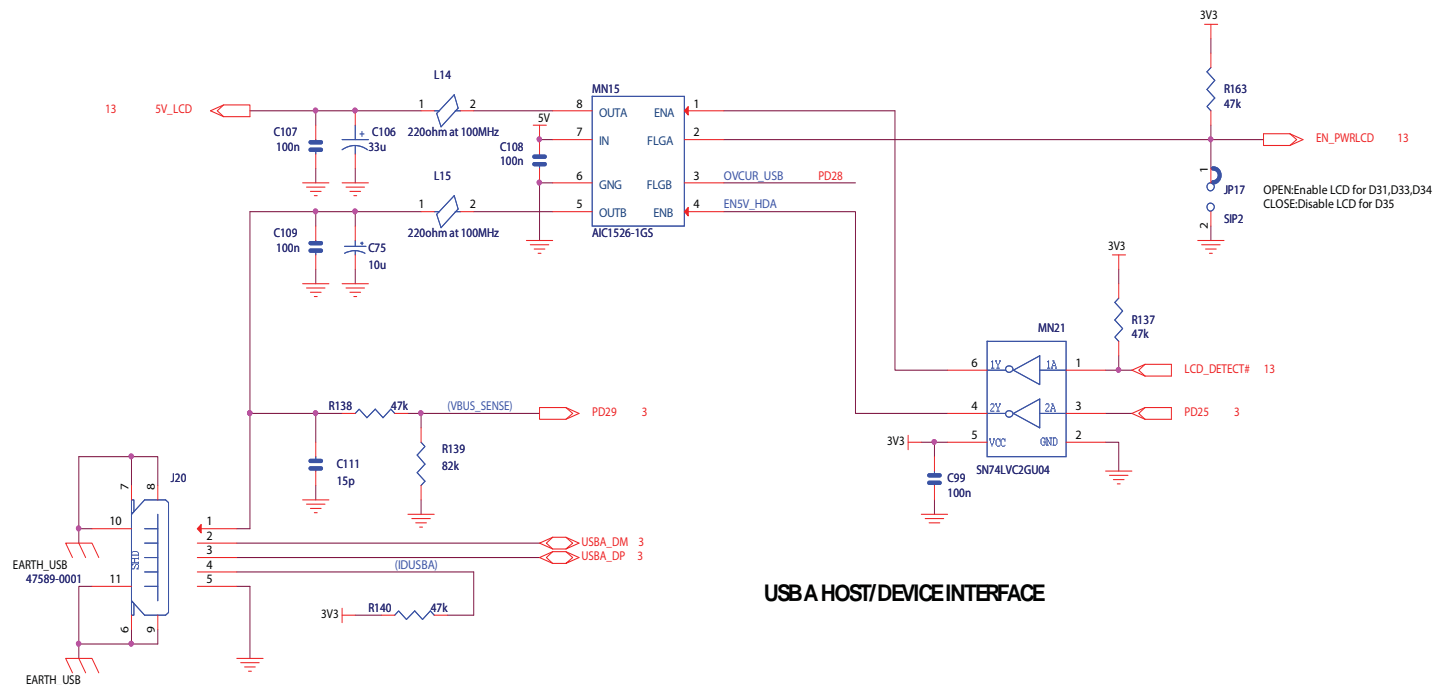 3V3
L14
MN15
R163
47k
13 5V_LCD
1 2
8 OUTA ENA 1
C107
100n
C106
33u
+
220ohm at 100MHz
5V
7 IN FLGA 2
EN_PWRLCD 13
C108
100n
L15
6 GNG FLGB 3
OVCUR_USB PD28
1
JP17
OPEN:Enable LCD for D31,D33,D34
CLOSE:Disable LCD for D35
1 2
5 OUTB ENB 4
EN5V_HDA
SIP2
2
C109
100n
C75
10u
+
220ohm at 100MHz
AIC1526-1GS
3V3
MN21
R137
47k
6 1Y 1A 1
LCD_DETECT# 13
R138 47k
(VBUS_SENSE)
PD29 3
4 2Y 2A 3
PD25 3
3V3
5 VCC GND 2
R139
82k
C111
15p
SN74LVC2GU04
C99
100n
J20
7 8
10
1
2
USBA_DM 3
3
USBA_DP 3
SHD
EARTH_USB
47589-0001
4
(IDUSBA)
11
5
USB A HOST/DEVICE INTERFACE
3V3
R140 47k
6 9
EARTH_USB